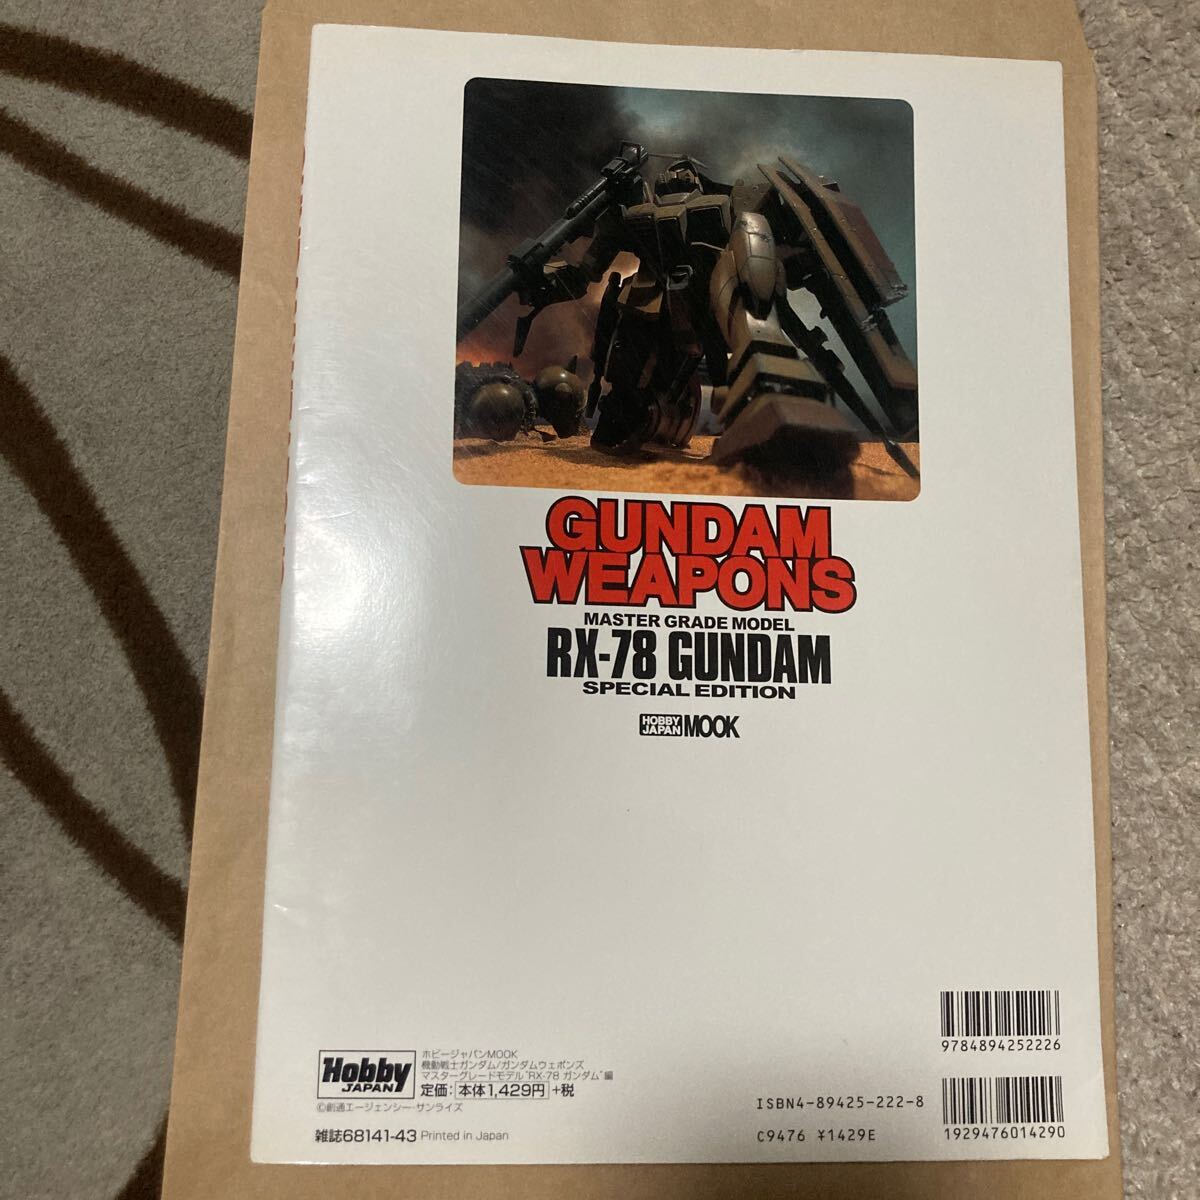 GUNDAM
WEAPONS
MASTER GRADE MODEL
RX-78 GUNDAM
SPECIAL EDITION
HOBBY JAPAN MOOK
9784894252226
ISBN4-89425-222-8
C9476 ¥1429E
1929476014290
Hobby
JAPAN
ホビージャパンMOOK
機動戦士ガンダム/ガンダムウェポンズ
マスターグレードモデル"RX-78 ガンダム"編
定価:本体1,429円+税
©創通エージェンシー・サンライズ
雑誌68141-43 Printed in Japan